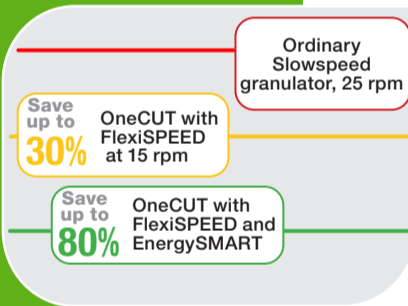 Ordinary
Slowspeed
granulator, 25 rpm
Save
up to
30%
OneCUT with
FlexiSPEED
at 15 rpm
Save
up to
80%
OneCUT with
FlexiSPEED and
EnergySMART